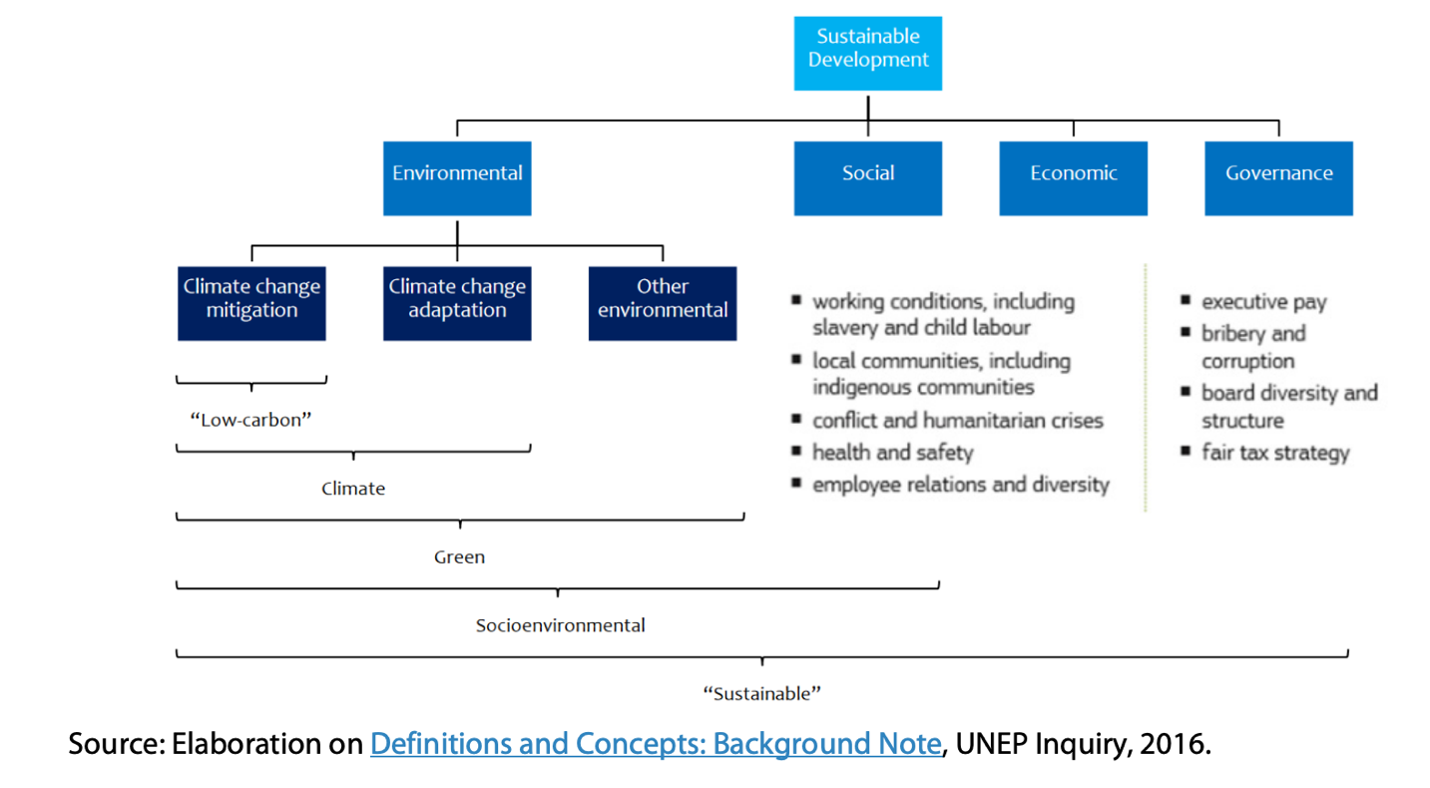 Sustainable
Development
Environmental
Social
Economic
Governance
Climate change
mitigation
Climate change
adaptation
Other
environmental
▪ working conditions, including
slavery and child labour
▪ local communities, including
indigenous communities
▪ conflict and humanitarian crises
▪ health and safety
▪ employee relations and diversity
▪ executive pay
▪ bribery and
corruption
▪ board diversity and
structure
▪ fair tax strategy
“Low-carbon”
Climate
Green
Socioenvironmental
“Sustainable”
Source: Elaboration on Definitions and Concepts: Background Note, UNEP Inquiry, 2016.